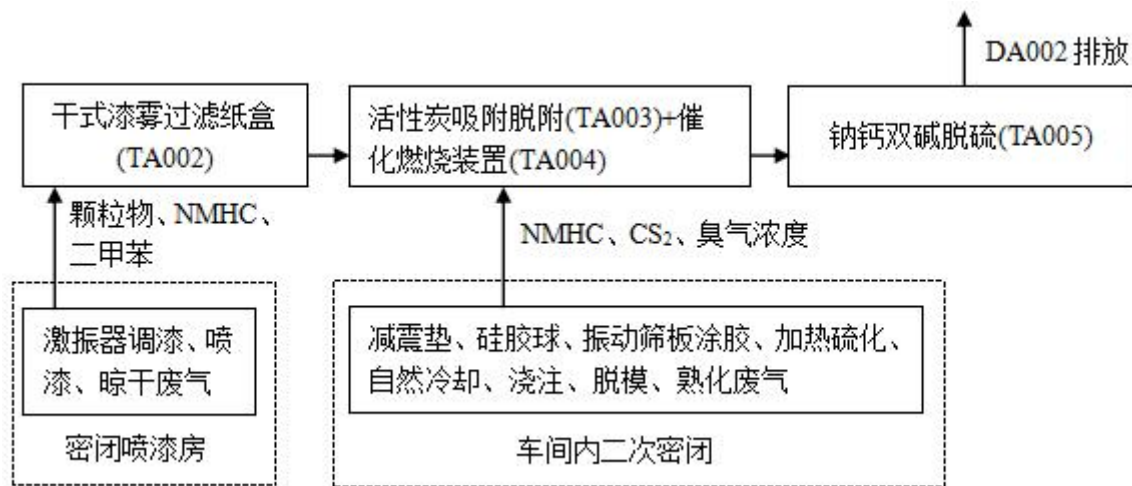 DA002 排放
干式漆雾过滤纸盒
(TA002)
活性炭吸附脱附(TA003)+催
化燃烧装置(TA004)
钠钙双碱脱硫(TA005)
颗粒物、NMHC、
二甲苯
NMHC、CS₂、臭气浓度
激振器调漆、喷
漆、晾干废气
密闭喷漆房
减震垫、硅胶球、振动筛板涂胶、加热硫化、
自然冷却、浇注、脱模、熟化废气
车间内二次密闭